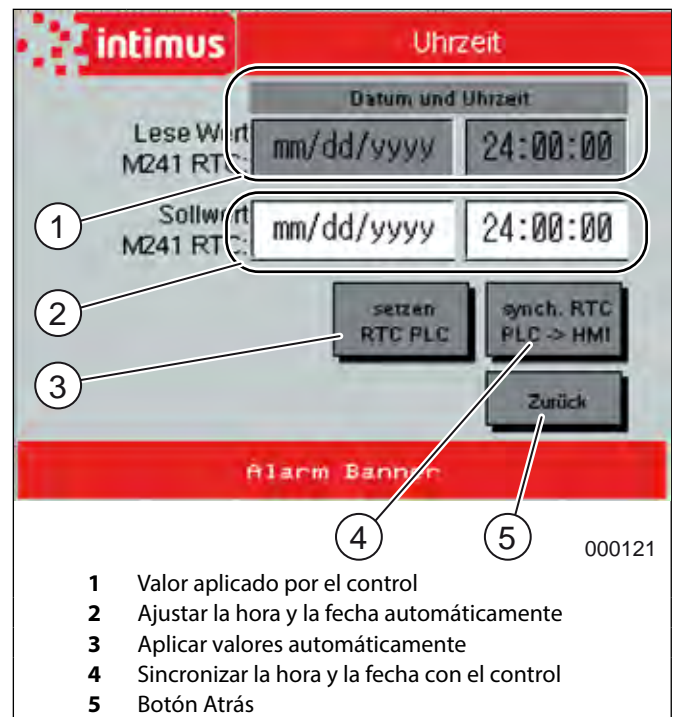 intimus Uhrzeit
Datum und Uhrzeit
Lese Wert
M241 RTC: mm/dd/yyyy 24:00:00
1
Sollwert
M241 RTC: mm/dd/yyyy 24:00:00
2
setzen
RTC PLC
synch. RTC
PLC -> HMI
3
Zurück
Alarm Banner
4 5
000121
1 Valor aplicado por el control
2 Ajustar la hora y la fecha automáticamente
3 Aplicar valores automáticamente
4 Sincronizar la hora y la fecha con el control
5 Botón Atrás